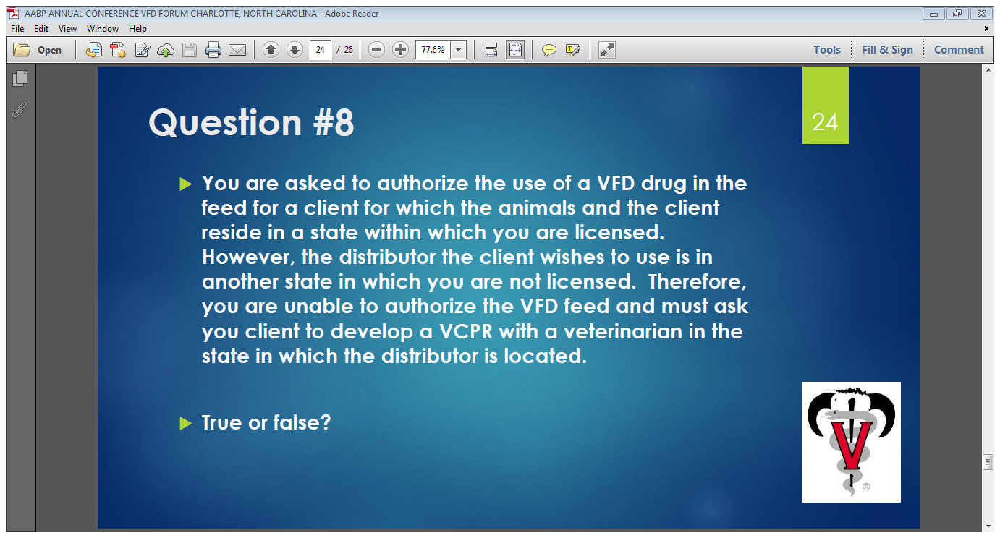 AABP ANNUAL CONFERENCE VFD FORUM CHARLOTTE, NORTH CAROLINA - Adobe Reader
File Edit View Window Help
Open 24 / 26 77.6% Tools Fill & Sign Comment
24
Question #8
You are asked to authorize the use of a VFD drug in the
feed for a client for which the animals and the client
reside in a state within which you are licensed.
However, the distributor the client wishes to use is in
another state in which you are not licensed. Therefore,
you are unable to authorize the VFD feed and must ask
you client to develop a VCPR with a veterinarian in the
state in which the distributor is located.
True or false?
V
®